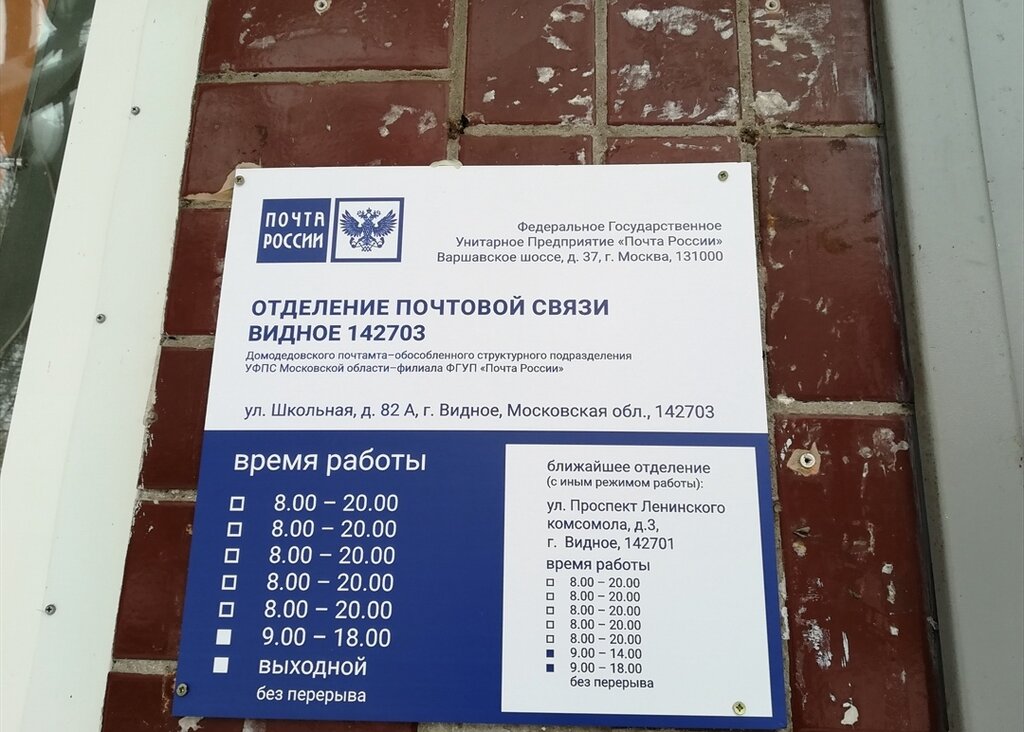 ПОЧТА
РОССИИ
Федеральное Государственное
Унитарное Предприятие «Почта России»
Варшавское шоссе, д. 37, г. Москва, 131000
ОТДЕЛЕНИЕ ПОЧТОВОЙ СВЯЗИ
ВИДНОЕ 142703
Домодедовского почтамта–обособленного структурного подразделения
УФПС Московской области–филиала ФГУП «Почта России»
ул. Школьная, д. 82 А, г. Видное, Московская обл., 142703
время работы
8.00 – 20.00
8.00 – 20.00
8.00 – 20.00
8.00 – 20.00
8.00 – 20.00
9.00 – 18.00
выходной
без перерыва
ближайшее отделение
(с иным режимом работы):
ул. Проспект Ленинского
комсомола, д.3,
г. Видное, 142701
время работы
8.00 – 20.00
8.00 – 20.00
8.00 – 20.00
8.00 – 20.00
8.00 – 20.00
9.00 – 14.00
9.00 – 18.00
без перерыва